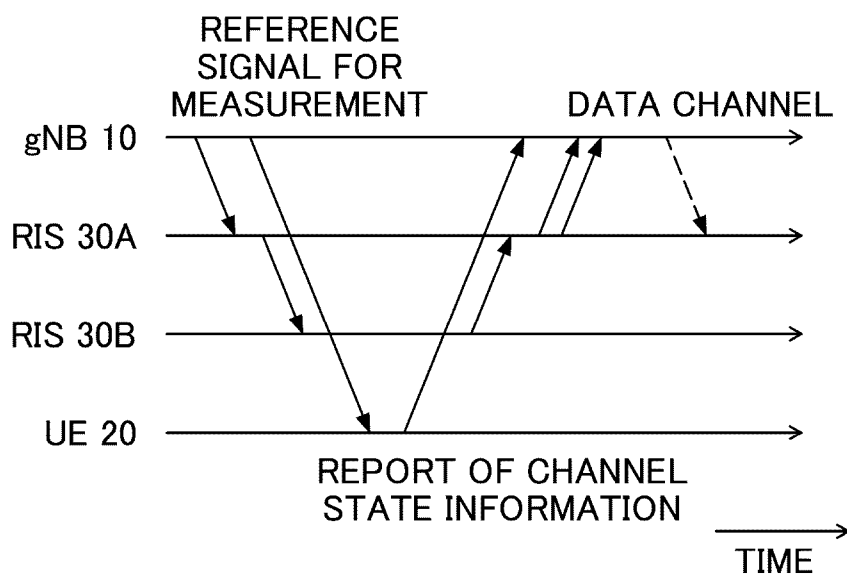 REFERENCE
SIGNAL FOR
MEASUREMENT
DATA CHANNEL
gNB 10
RIS 30A
RIS 30B
UE 20
REPORT OF CHANNEL
STATE INFORMATION
TIME